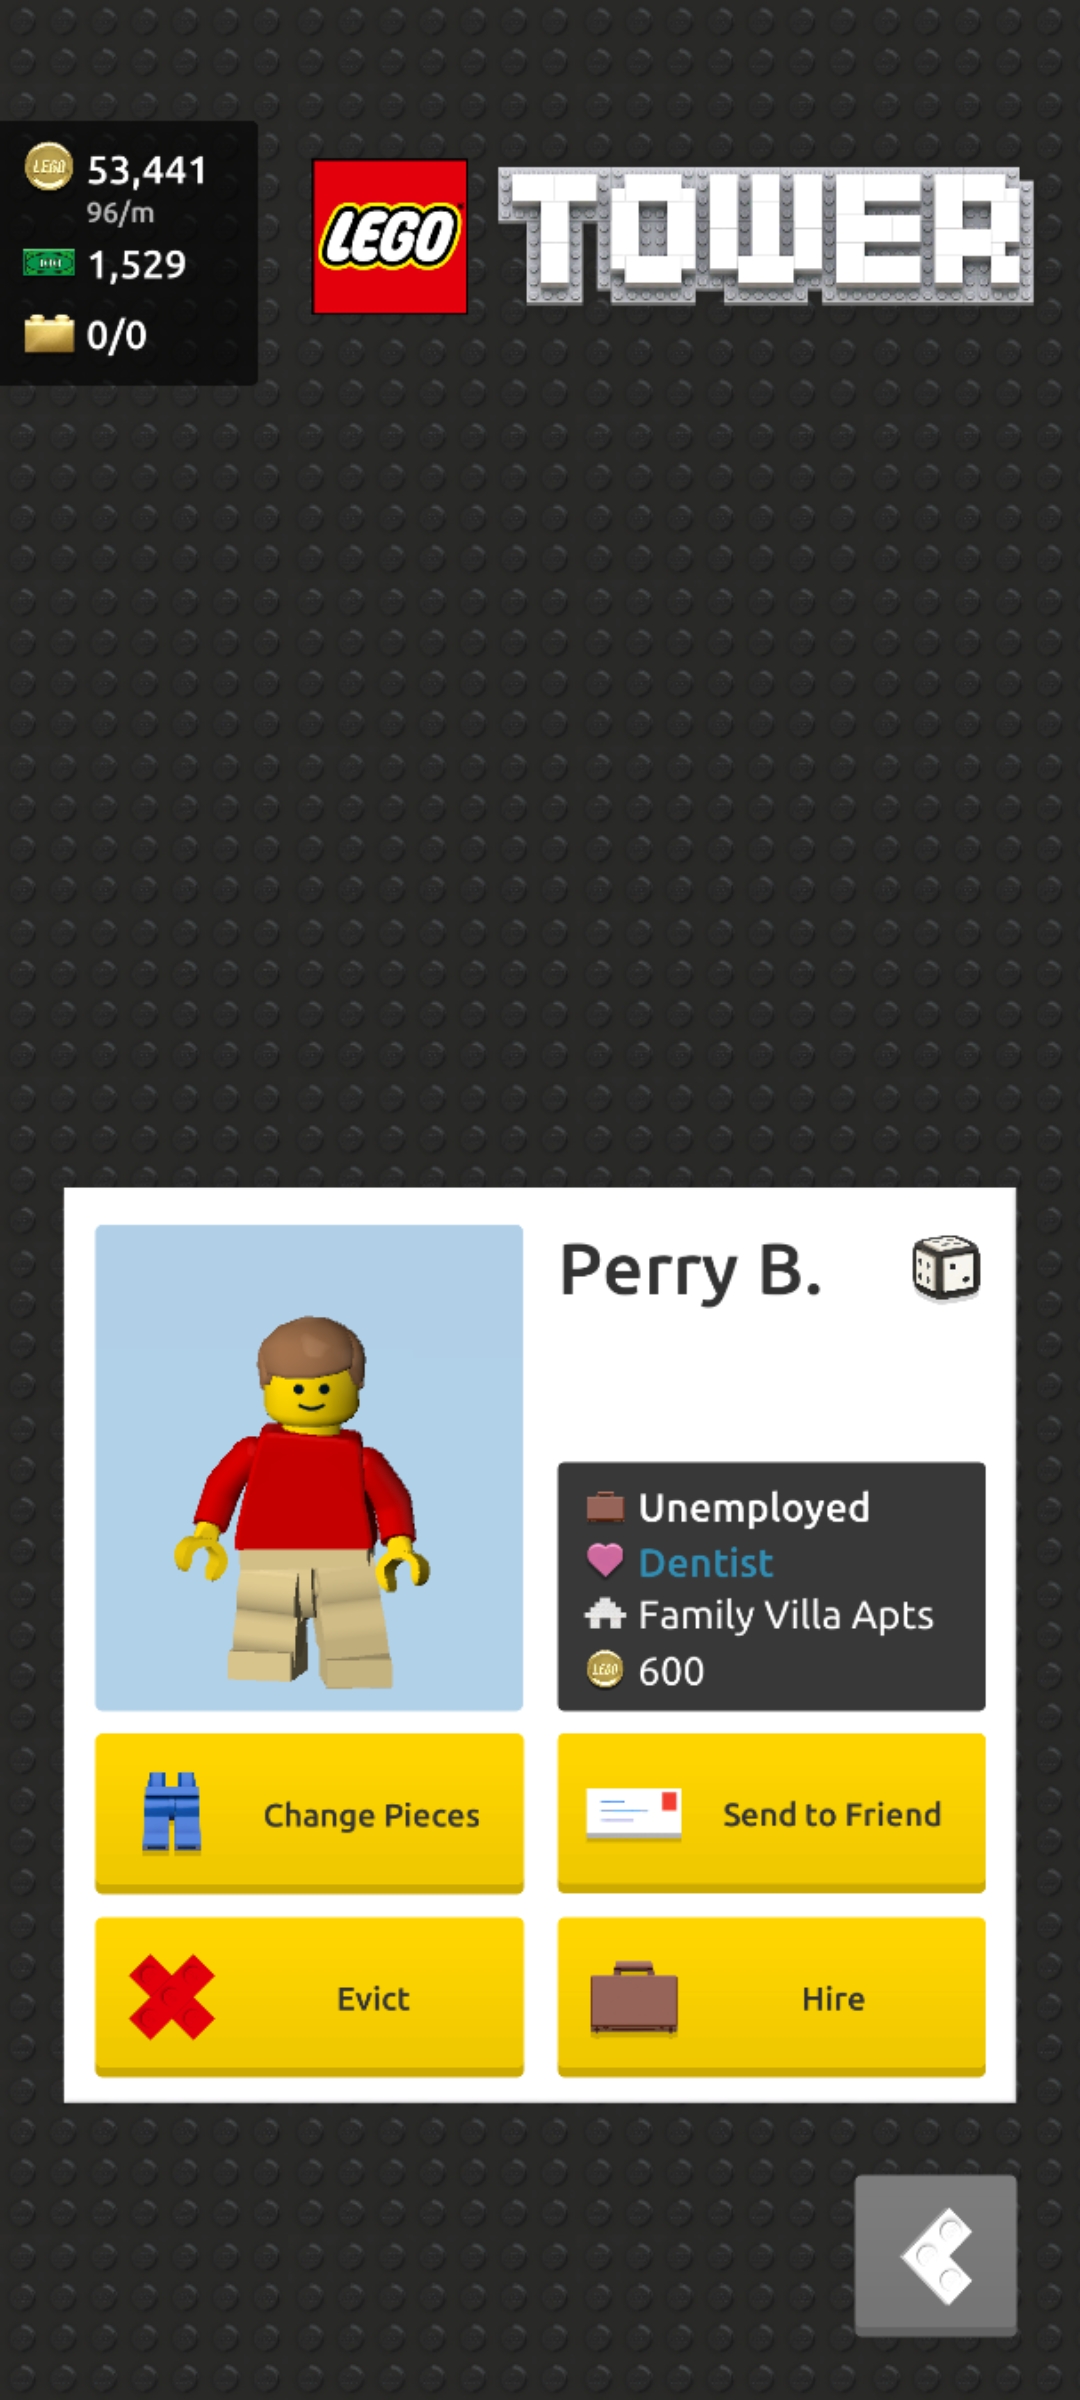 53,441
96/m
1,529
0/0
LEGO
TOWER
Perry B.
Unemployed
Dentist
Family Villa Apts
LEGO
600
Change Pieces
Send to Friend
Evict
Hire